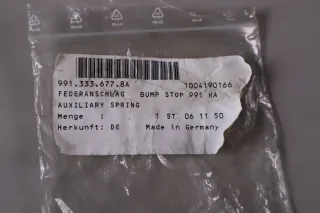 991.333.677.8A 1004190166
FEDERANSCHLAG BUMP STOP 991 HA
AUXILIARY SPRING
Menge : 1 ST 06 11 50
Herkunft: DE Made in Germany